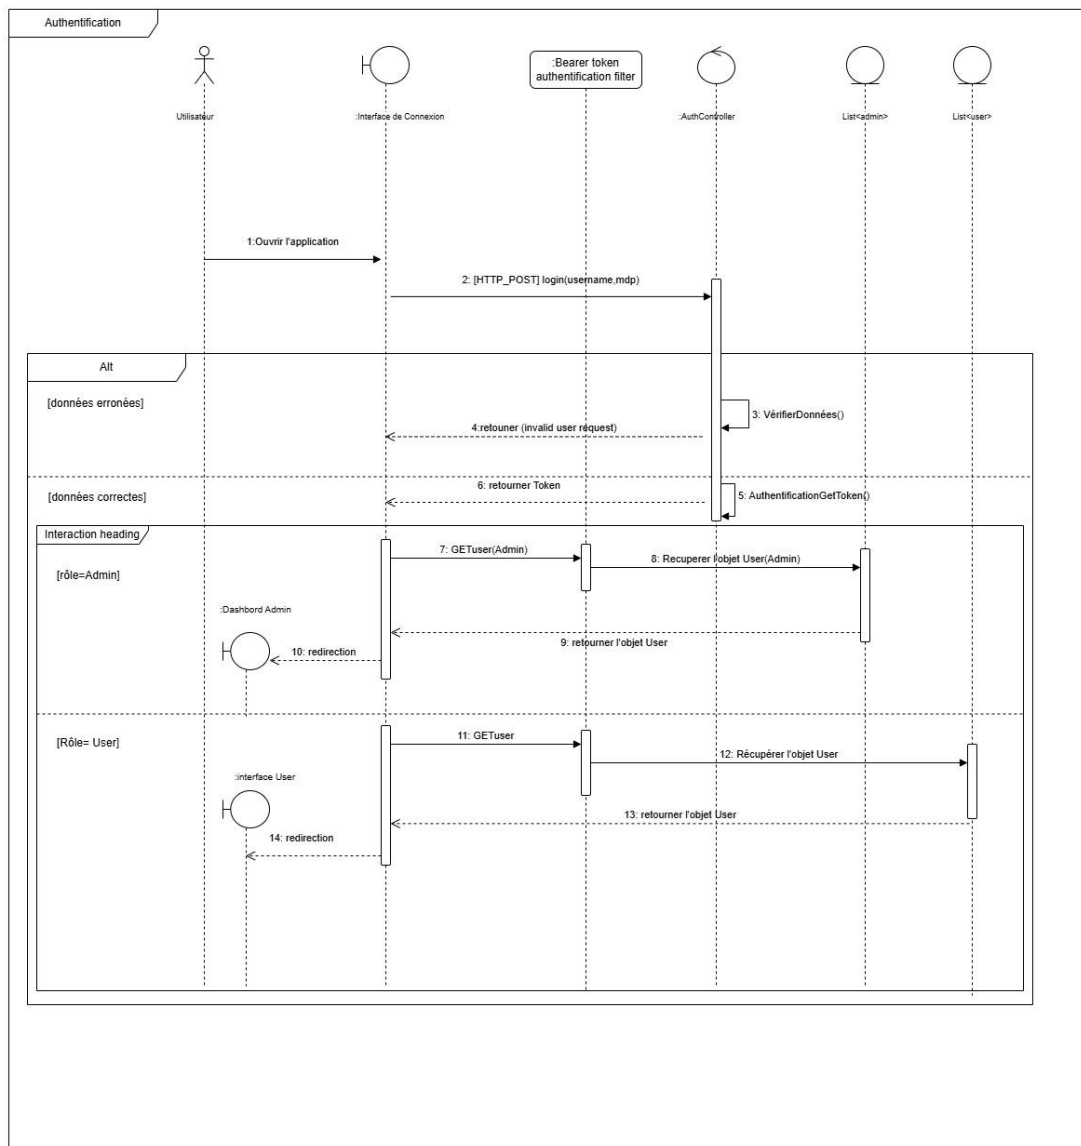 Authentification
:Bearer token
authentification filter
Utilisateur
:Interface de Connexion
:AuthController
List<admin>
List<user>
1:Ouvrir l'application
2: [HTTP_POST] login(username,mdp)
Alt
[données erronées]
3: VérifierDonnées()
4:retouner (invalid user request)
[données correctes]
6: retourner Token
5: AuthentificationGetToken()
Interaction heading
7: GETuser(Admin)
8: Recuperer l'objet User(Admin)
[rôle=Admin]
:Dashbord Admin
9: retourner l'objet User
10: redirection
[Rôle= User]
11: GETuser
12: Récupérer l'objet User
:interface User
13: retourner l'objet User
14: redirection